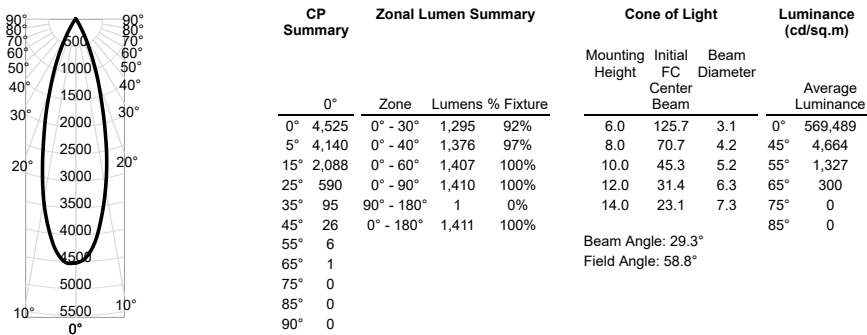 90° 90°
80° 80°
70° 70°
60° 60°
50° 50°
40° 40°
30° 30°
20° 20°
10° 10°
0°
500
1000
1500
2000
2500
3000
3500
4000
4500
5000
5500
CP Summary
0°
0° 4,525
5° 4,140
15° 2,088
25° 590
35° 95
45° 26
55° 6
65° 1
75° 0
85° 0
90° 0
Zonal Lumen Summary
Zone Lumens % Fixture
0° - 30° 1,295 92%
0° - 40° 1,376 97%
0° - 60° 1,407 100%
0° - 90° 1,410 100%
90° - 180° 1 0%
0° - 180° 1,411 100%
Cone of Light
Mounting Height Initial FC Center Beam Beam Diameter
6.0 125.7 3.1
8.0 70.7 4.2
10.0 45.3 5.2
12.0 31.4 6.3
14.0 23.1 7.3
Beam Angle: 29.3°
Field Angle: 58.8°
Luminance
(cd/sq.m)
Average
Luminance
0° 569,489
45° 4,664
55° 1,327
65° 300
75° 0
85° 0